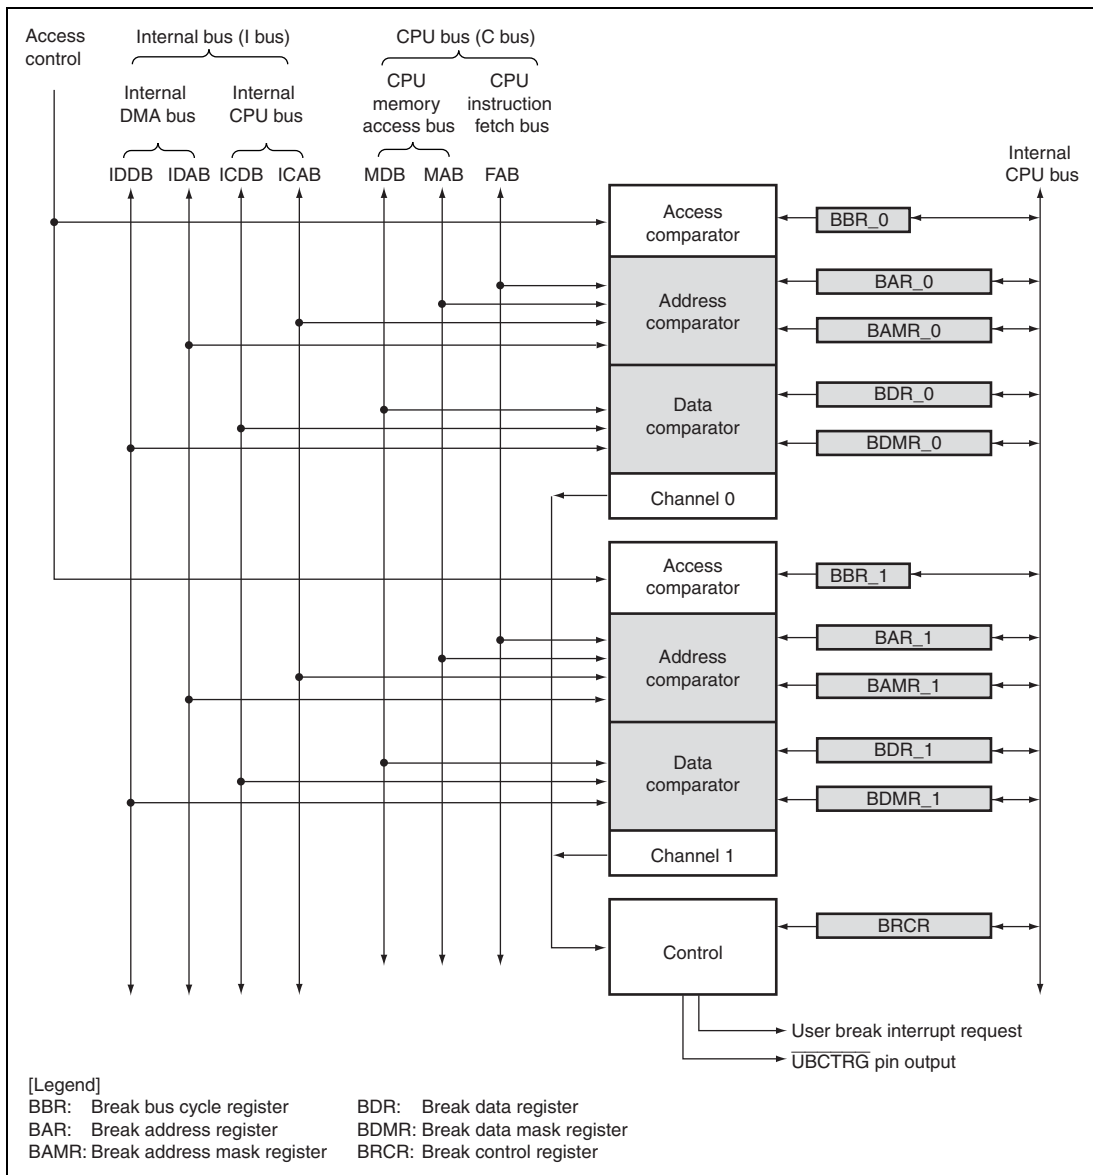 Access control
Internal bus (I bus)
CPU bus (C bus)
Internal DMA bus
Internal CPU bus
CPU memory access bus
CPU instruction fetch bus
IDDB IDAB ICDB ICAB MDB MAB FAB
Internal CPU bus
Access comparator
BBR_0
Address comparator
BAR_0
BAMR_0
Data comparator
BDR_0
BDMR_0
Channel 0
Access comparator
BBR_1
Address comparator
BAR_1
BAMR_1
Data comparator
BDR_1
BDMR_1
Channel 1
Control
BRCR
User break interrupt request
UBCTRG pin output
[Legend]
BBR: Break bus cycle register
BAR: Break address register
BAMR: Break address mask register
BDR: Break data register
BDMR: Break data mask register
BRCR: Break control register